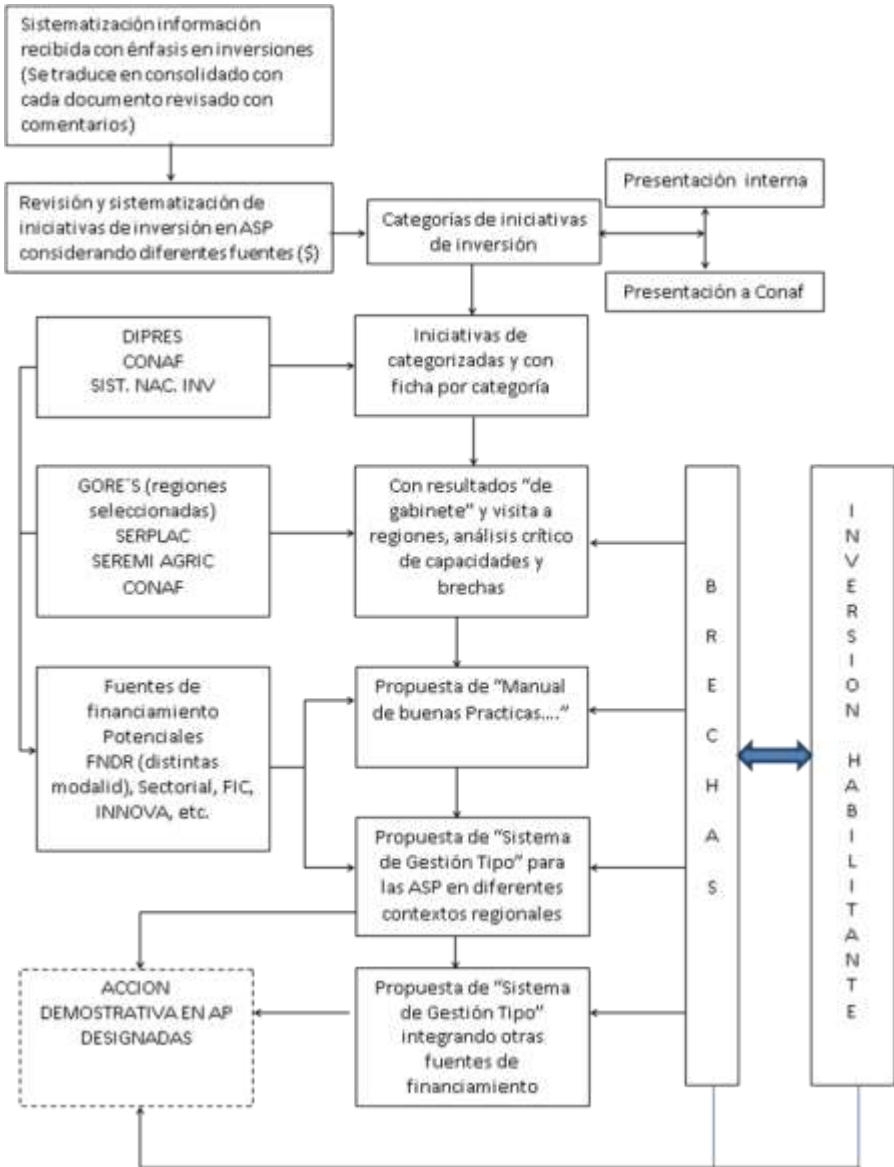 Sistematización información
recibida con énfasis en inversiones
(Se traduce en consolidado con
cada documento revisado con
comentarios)
Revisión y sistematización de
iniciativas de inversión en ASP
considerando diferentes fuentes ($)
Categorías de iniciativas
de inversión
Presentación interna
Presentación a Conaf
DIPRES
CONAF
SIST. NAC. INV
Iniciativas de
categorizadas y con
ficha por categoría
GORE´S (regiones
seleccionadas)
SERPLAC
SEREMI AGRIC
CONAF
Con resultados "de
gabinete" y visita a
regiones, análisis crítico
de capacidades y
brechas
Fuentes de
financiamiento
Potenciales
FNDR (distintas
modalid), Sectorial, FIC,
INNOVA, etc.
Propuesta de "Manual
de buenas Practicas...."
Propuesta de "Sistema
de Gestión Tipo" para
las ASP en diferentes
contextos regionales
ACCION
DEMOSTRATIVA EN AP
DESIGNADAS
Propuesta de "Sistema
de Gestión Tipo"
integrando otras
fuentes de
financiamiento
BRECHAS
INVERSION HABILITANTE